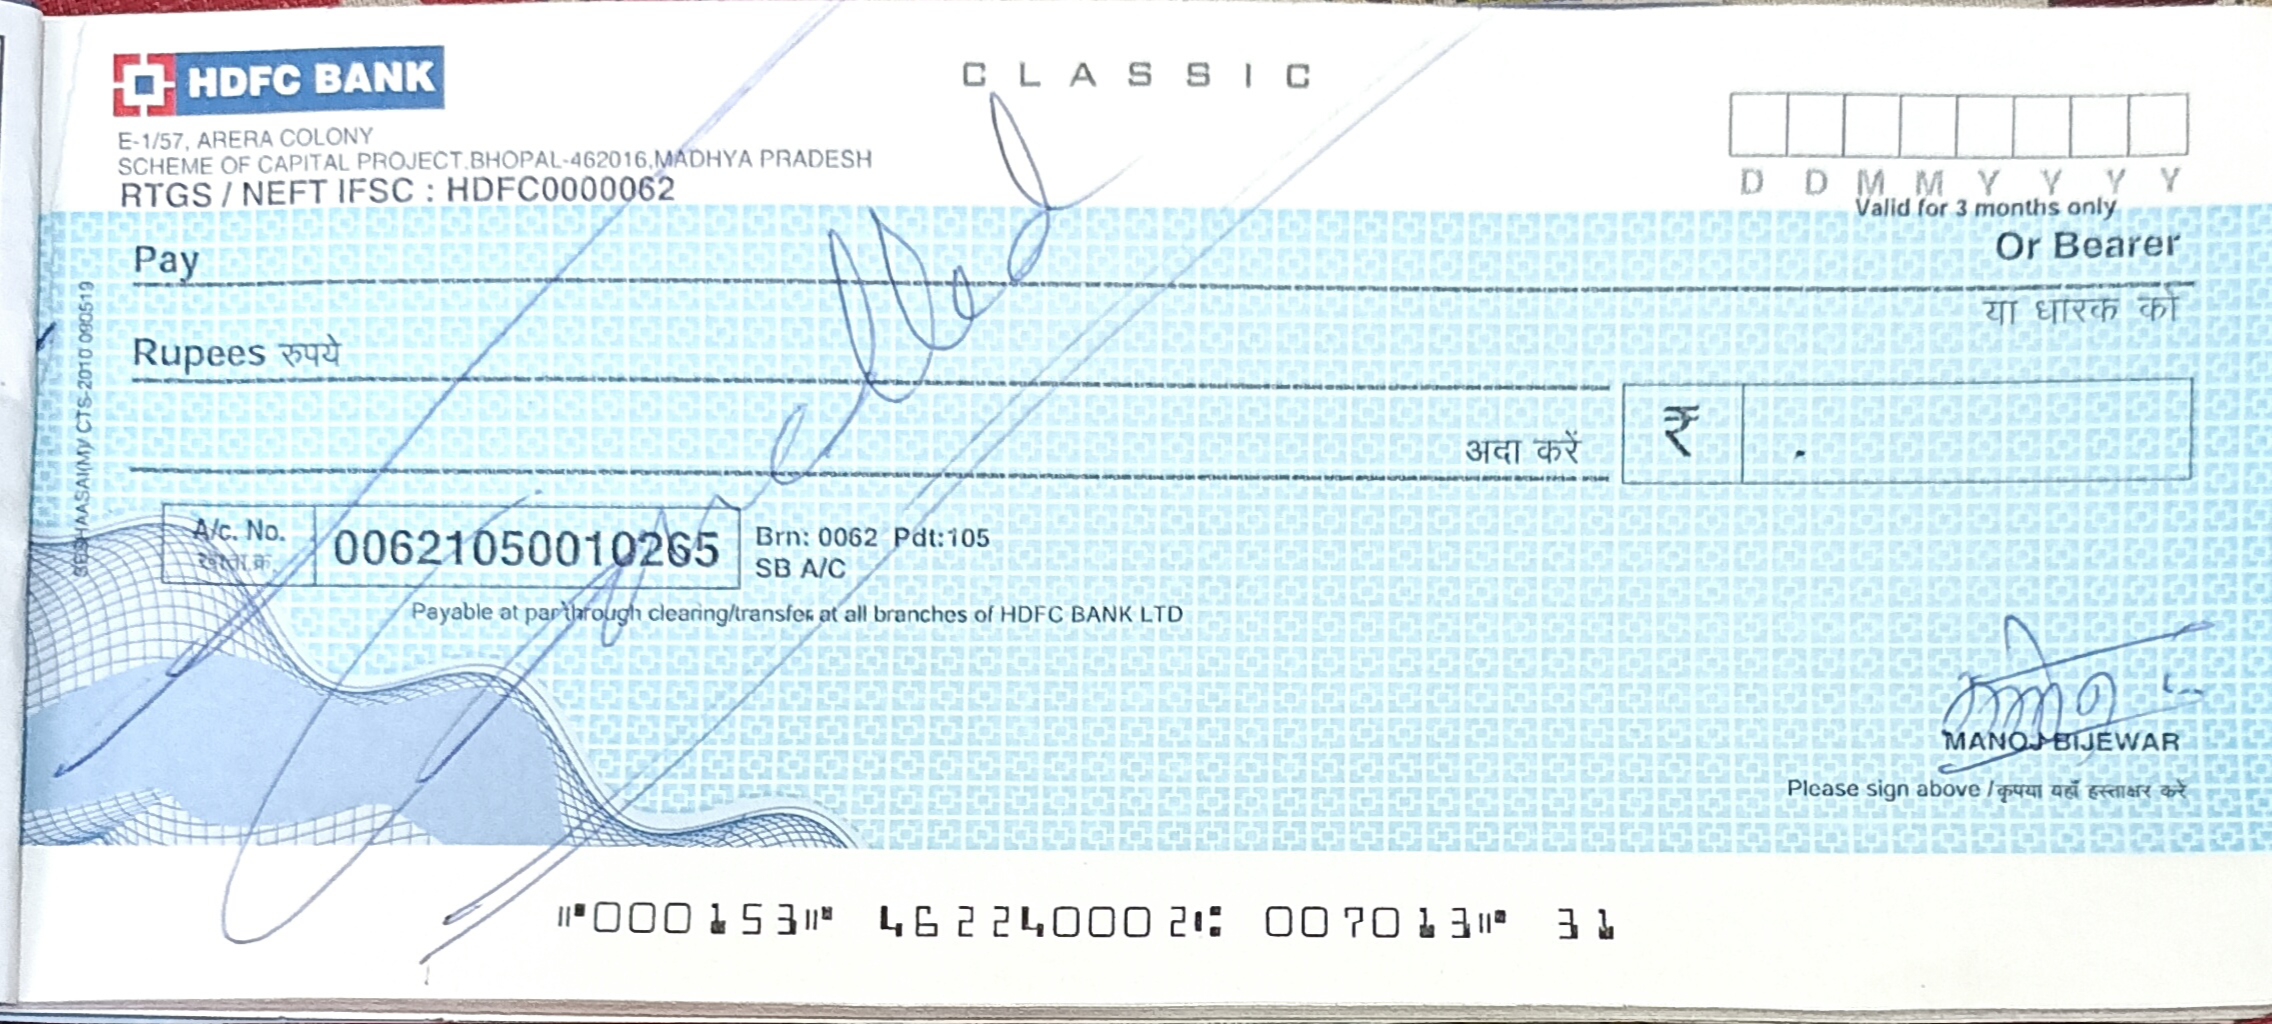 HDFC BANK
CLASSIC
E-1/57, ARERA COLONY
SCHEME OF CAPITAL PROJECT.BHOPAL-462016,MADHYA PRADESH
RTGS / NEFT IFSC : HDFC0000062
D D M M Y Y Y Y
Valid for 3 months only
Pay
Or Bearer
या धारक को
Rupees रुपये
अदा करें
₹
Cancelled
A/c. No.
खाता क्र.
00621050010265
Brn: 0062 Pdt:105
SB A/C
Payable at par through clearing/transfer at all branches of HDFC BANK LTD
SESHAASAI(M)/ CTS-2010 090519
MANOJ BIJEWAR
Please sign above / कृपया यहाँ हस्ताक्षर करें
⑈000153⑈ 462240002⑆ 007013⑈ 31